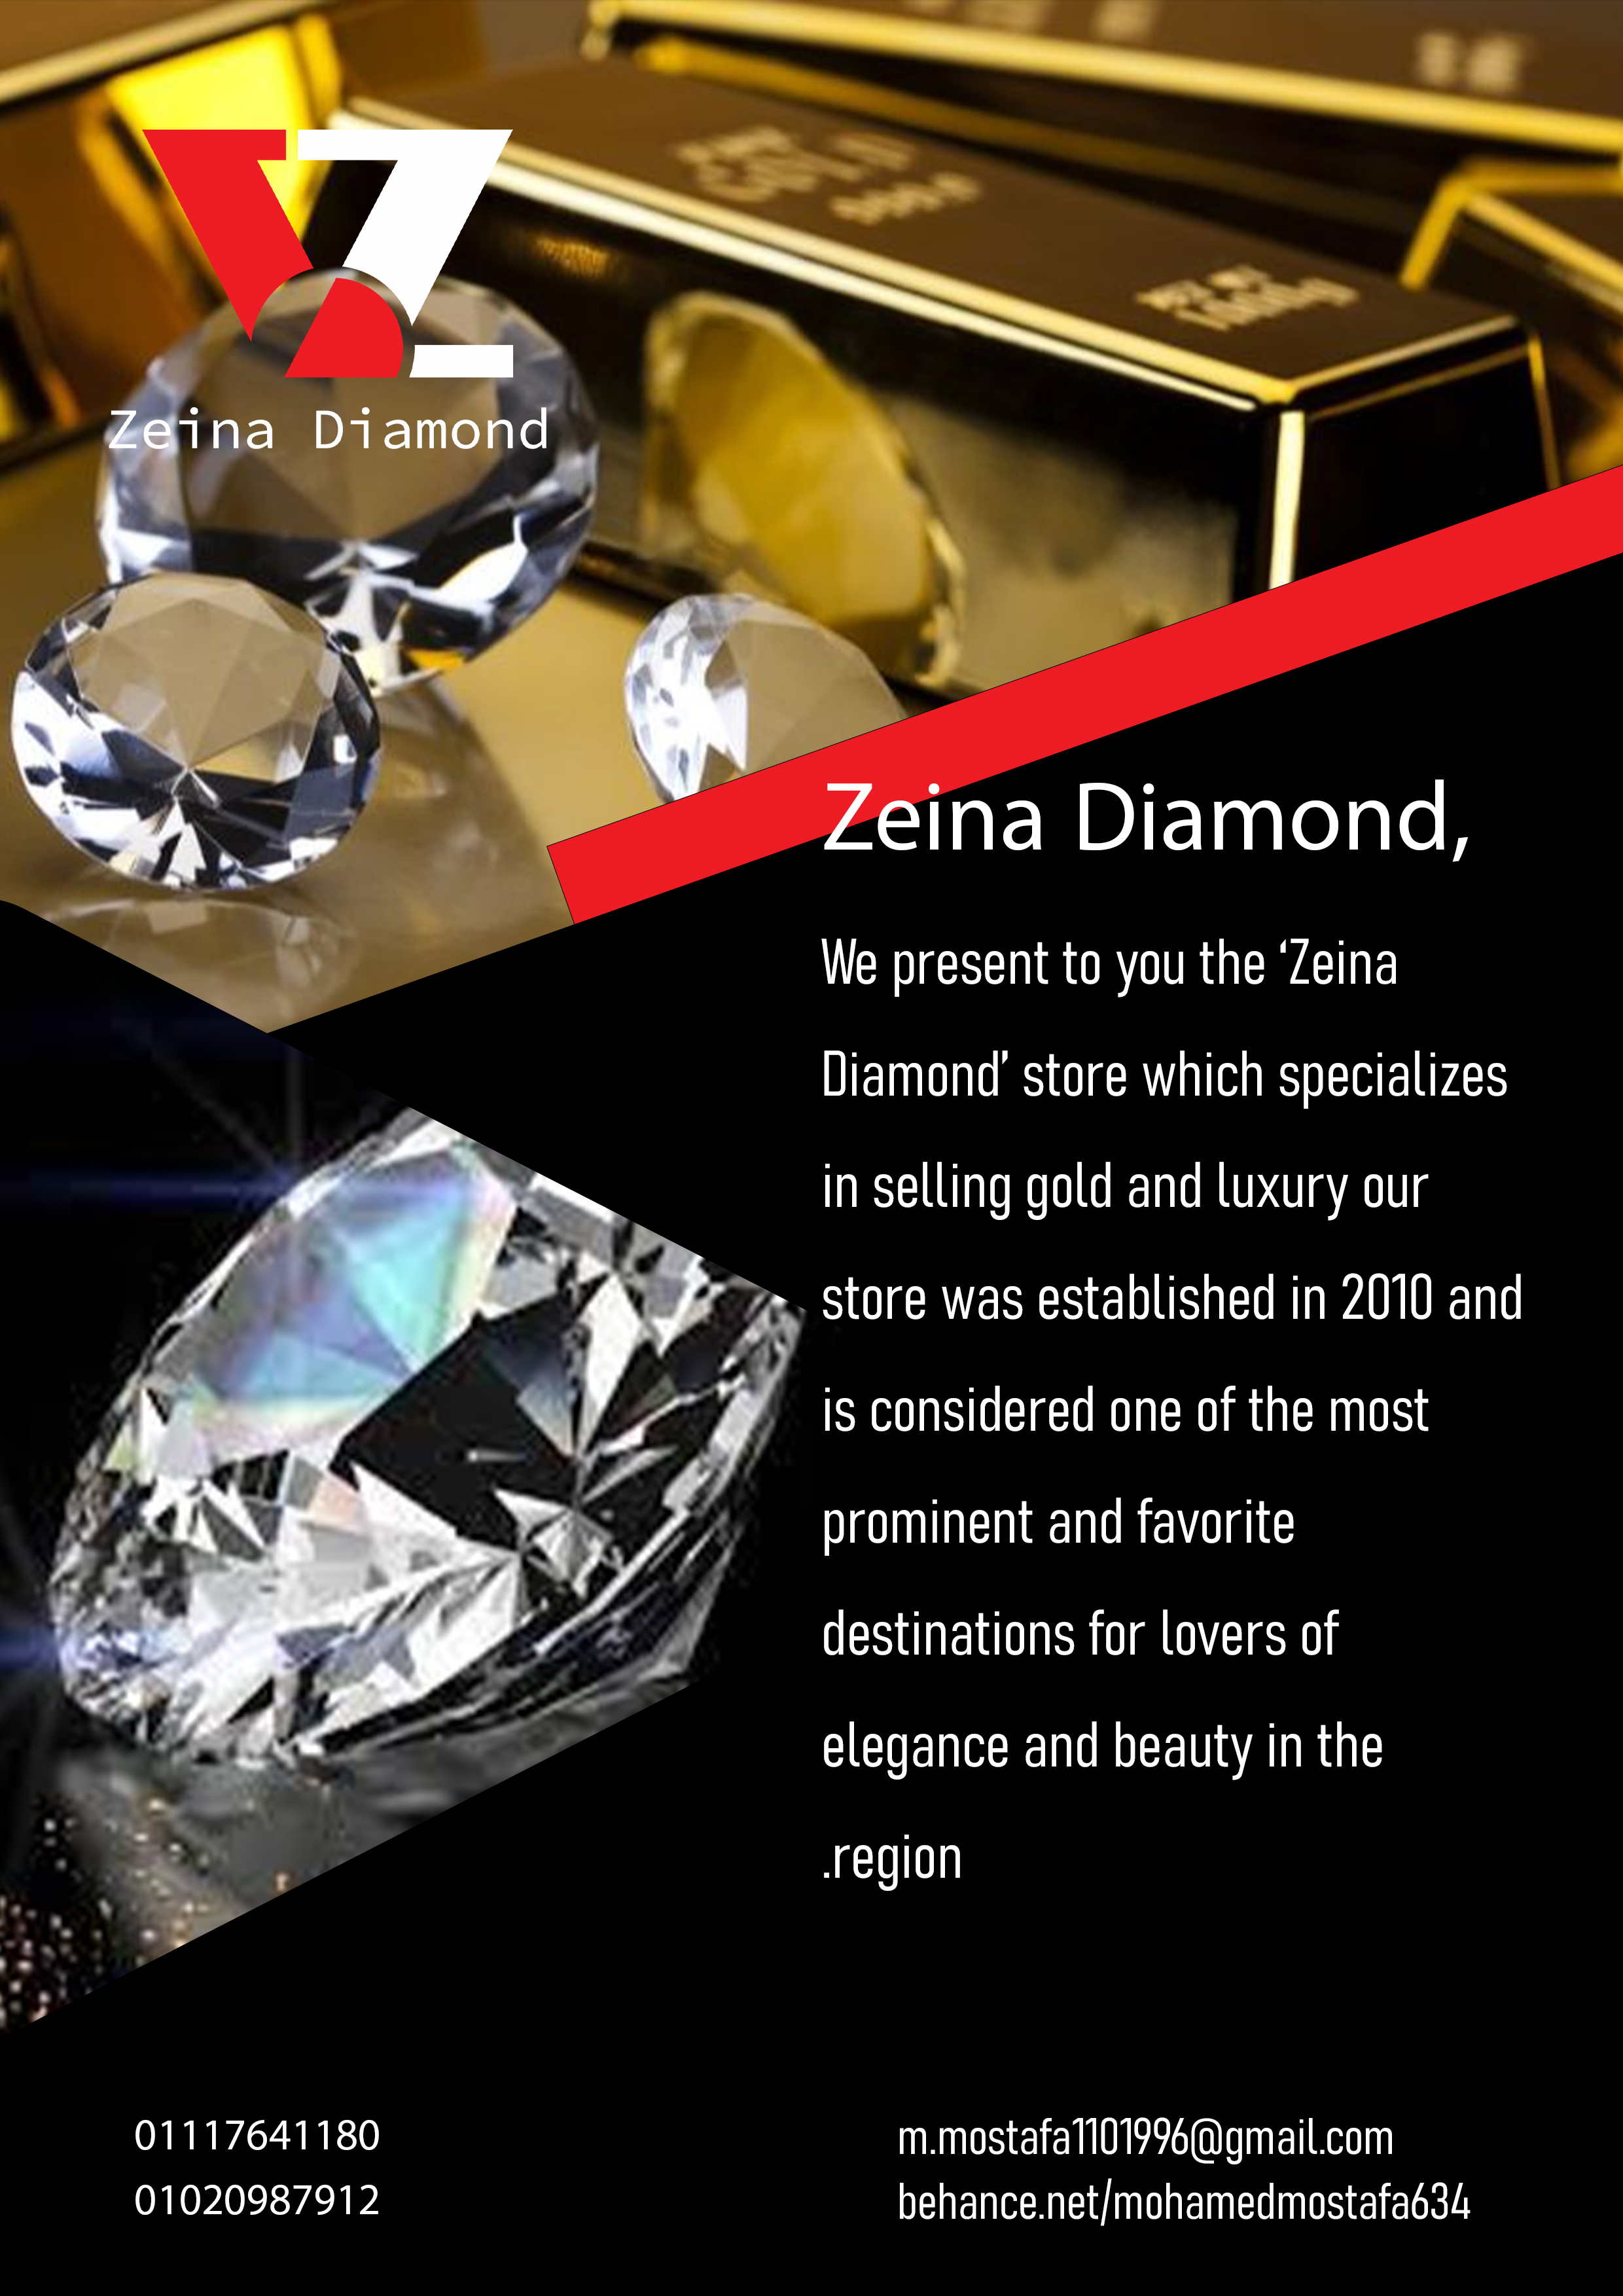 Zeina Diamond
Zeina Diamond,
We present to you the ‘Zeina
Diamond’ store which specializes
in selling gold and luxury our
store was established in 2010 and
is considered one of the most
prominent and favorite
destinations for lovers of
elegance and beauty in the
.region
01117641180
01020987912
m.mostafa1101996@gmail.com
behance.net/mohamedmostafa634